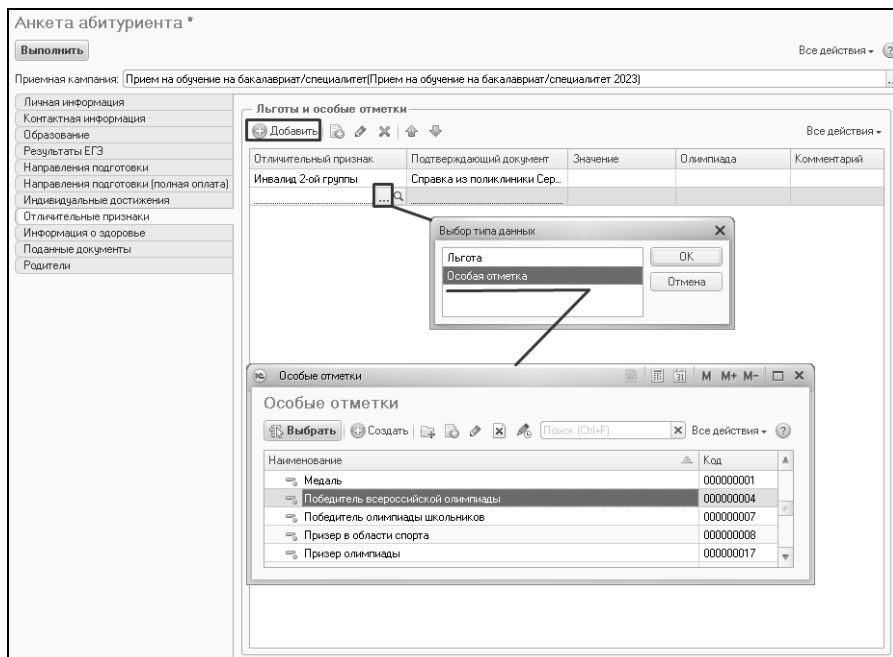 Анкета абитуриента *
Выполнить
Все действия
Приемная кампания: Прием на обучение на бакалавриат/специалитет(Прием на обучение на бакалавриат/специалитет 2023) ...
Личная информация
Контактная информация
Образование
Результаты ЕГЭ
Направления подготовки
Направления подготовки (полная оплата)
Индивидуальные достижения
Отличительные признаки
Информация о здоровье
Поданные документы
Родители
Льготы и особые отметки
Добавить Все действия
Отличительный признак Подтверждающий документ Значение Олимпиада Комментарий
Инвалид 2-ой группы Справка из поликлиники Сер...
...
Выбор типа данных
Льгота
Особая отметка
OK
Отмена
1С Особые отметки 31 M M+ M-
Особые отметки
Выбрать Создать Поиск (Ctrl+F) Все действия ?
Наименование Код
Медаль 000000001
Победитель всероссийской олимпиады 000000004
Победитель олимпиады школьников 000000007
Призер в области спорта 000000008
Призер олимпиады 000000017